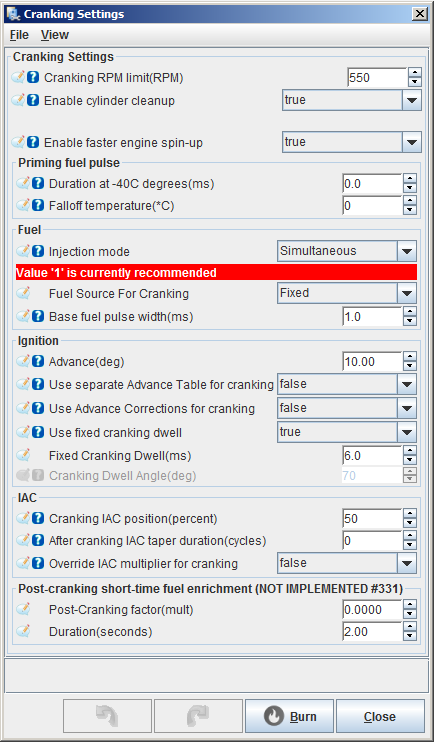 Cranking Settings
File View
Cranking Settings
Cranking RPM limit(RPM) 550
Enable cylinder cleanup true
Enable faster engine spin-up true
Priming fuel pulse
Duration at -40C degrees(ms) 0.0
Falloff temperature(*C) 0
Fuel
Injection mode Simultaneous
Value '1' is currently recommended
Fuel Source For Cranking Fixed
Base fuel pulse width(ms) 1.0
Ignition
Advance(deg) 10.00
Use separate Advance Table for cranking false
Use Advance Corrections for cranking false
Use fixed cranking dwell true
Fixed Cranking Dwell(ms) 6.0
Cranking Dwell Angle(deg) 70
IAC
Cranking IAC position(percent) 50
After cranking IAC taper duration(cycles) 0
Override IAC multiplier for cranking false
Post-cranking short-time fuel enrichment (NOT IMPLEMENTED #331)
Post-Cranking factor(mult) 0.0000
Duration(seconds) 2.00
Burn Close